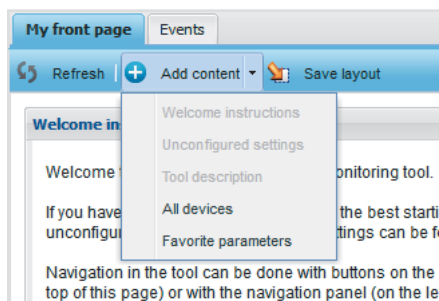 My front page Events
Refresh Add content Save layout
Welcome in
Welcome instructions
Unconfigured settings
Tool description
All devices
Favorite parameters
Welcome onitoring tool.
If you have the best starti
unconfigu ttings can be f
Navigation in the tool can be done with buttons on the
top of this page) or with the navigation panel (on the le